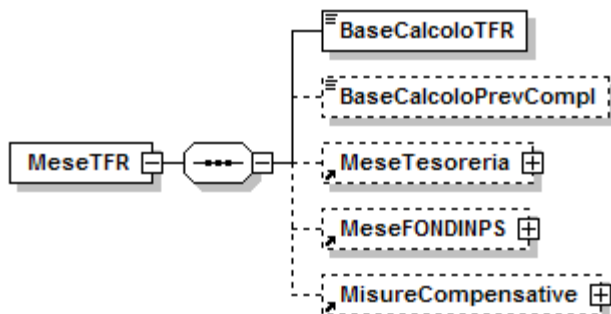 BaseCalcoloTFR
BaseCalcoloPrevCompl
MeseTFR
MeseTesoreria
MeseFONDINPS
MisureCompensative